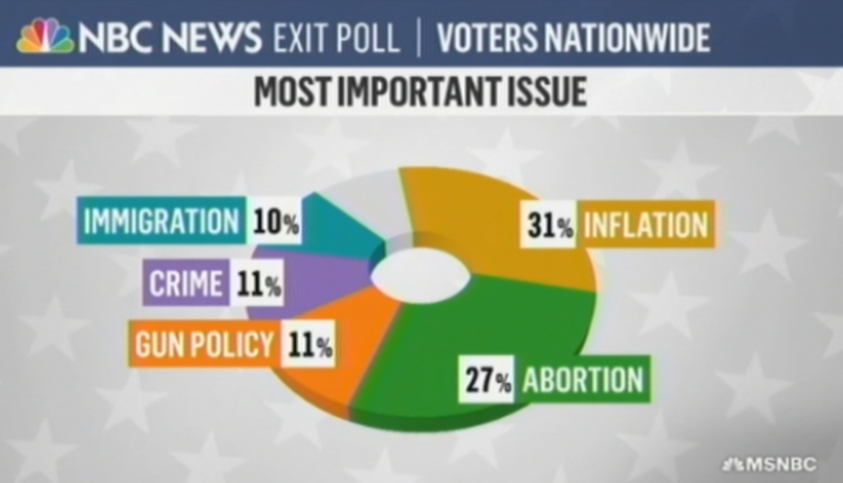 NBC NEWS EXIT POLL | VOTERS NATIONWIDE
MOST IMPORTANT ISSUE
IMMIGRATION 10%
31% INFLATION
CRIME 11%
GUN POLICY 11%
27% ABORTION
MSNBC